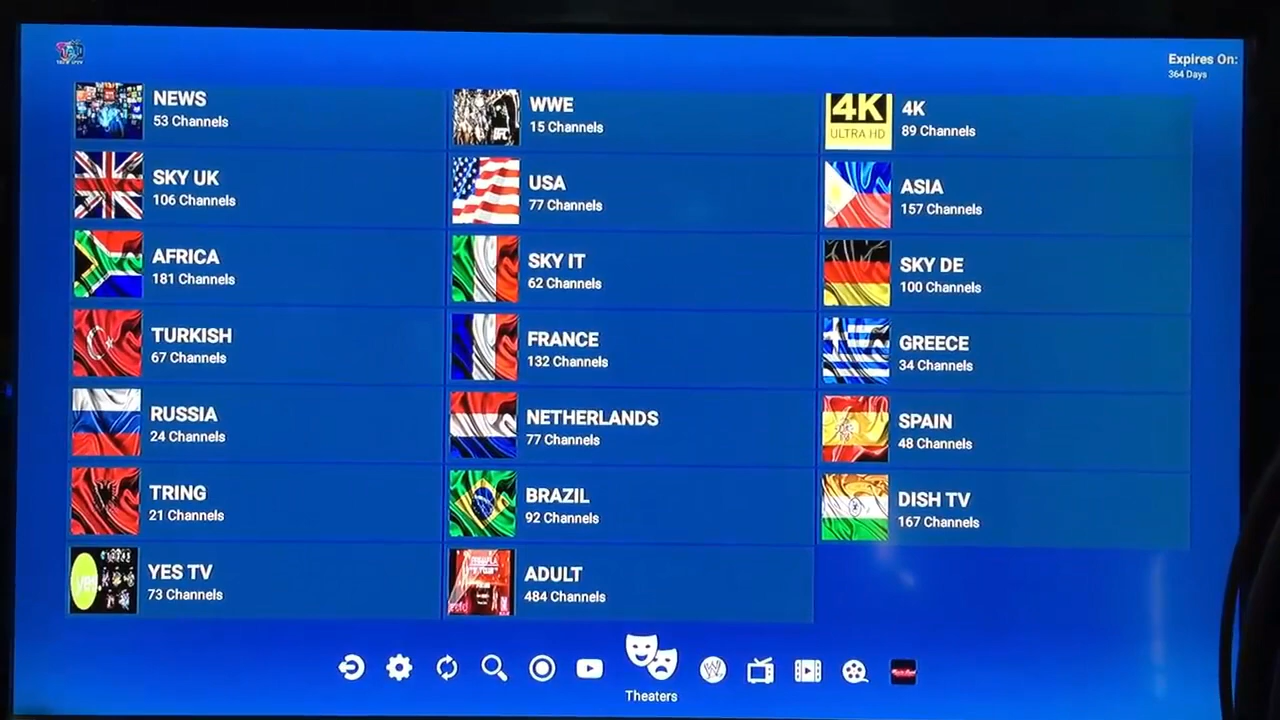 Expires On:
364 Days
NEWS
53 Channels
WWE
15 Channels
4K
ULTRA HD
4K
89 Channels
SKY UK
106 Channels
USA
77 Channels
ASIA
157 Channels
AFRICA
181 Channels
SKY IT
62 Channels
SKY DE
100 Channels
TURKISH
67 Channels
FRANCE
132 Channels
GREECE
34 Channels
RUSSIA
24 Channels
NETHERLANDS
77 Channels
SPAIN
48 Channels
TRING
21 Channels
BRAZIL
92 Channels
DISH TV
167 Channels
yes
YES TV
73 Channels
ADULT
484 Channels
Theaters